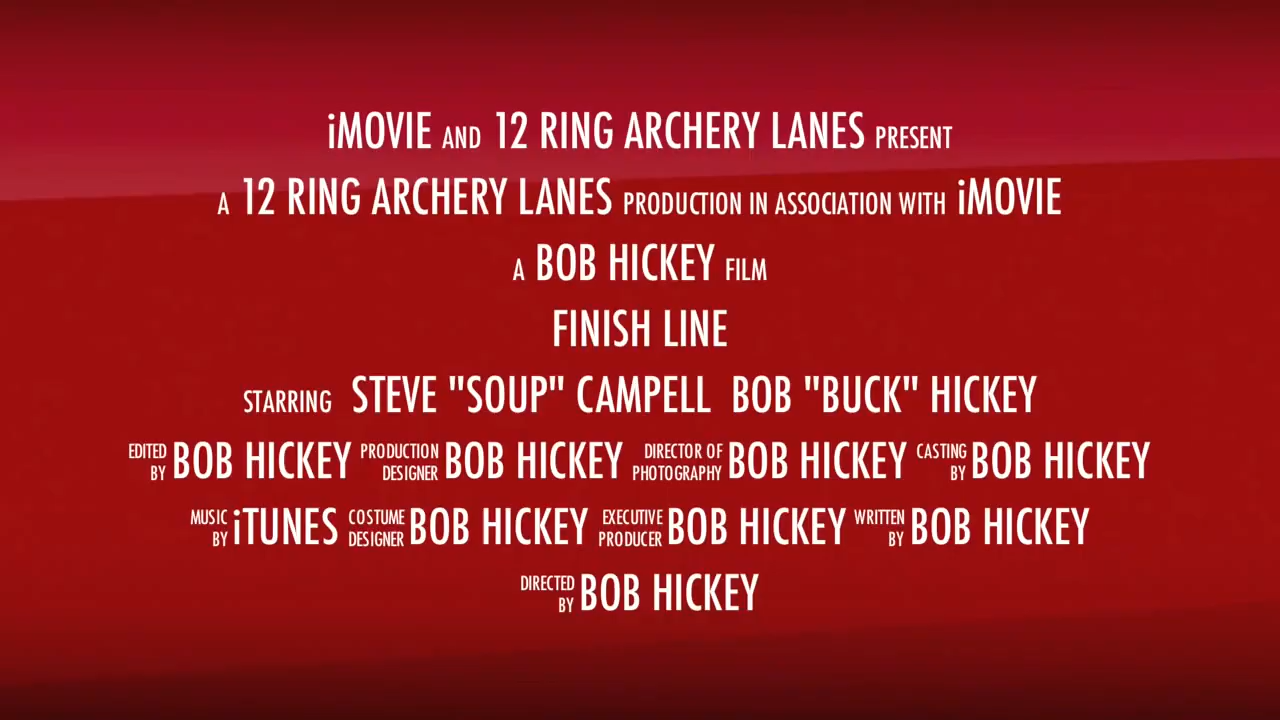 iMOVIE AND 12 RING ARCHERY LANES PRESENT
A 12 RING ARCHERY LANES PRODUCTION IN ASSOCIATION WITH iMOVIE
A BOB HICKEY FILM
FINISH LINE
STARRING STEVE "SOUP" CAMPELL BOB "BUCK" HICKEY
EDITED BY BOB HICKEY PRODUCTION DESIGNER BOB HICKEY DIRECTOR OF PHOTOGRAPHY BOB HICKEY CASTING BY BOB HICKEY
MUSIC BY iTUNES COSTUME DESIGNER BOB HICKEY EXECUTIVE PRODUCER BOB HICKEY WRITTEN BY BOB HICKEY
DIRECTED BY BOB HICKEY